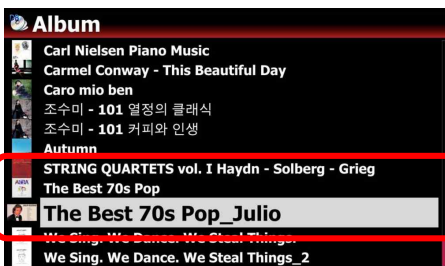 Album
Carl Nielsen Piano Music
Carmel Conway - This Beautiful Day
Caro mio ben
조수미 - 101 열정의 클래식
조수미 - 101 커피와 인생
Autumn
STRING QUARTETS vol. I Haydn - Solberg - Grieg
The Best 70s Pop
The Best 70s Pop_Julio
We Sing. We Dance. We Steal Things.
We Sing. We Dance. We Steal Things_2